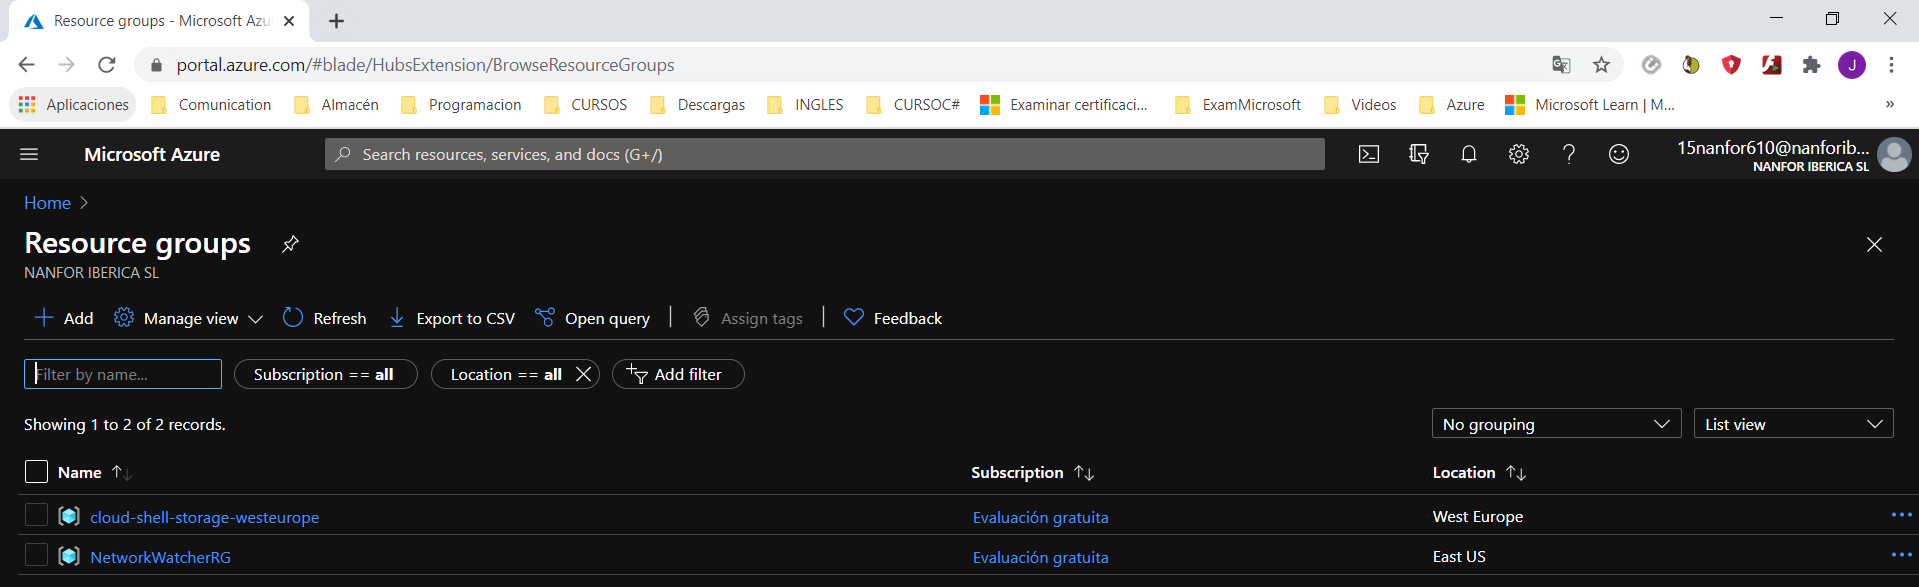 Resource groups - Microsoft Azu
portal.azure.com/#blade/HubsExtension/BrowseResourceGroups
J
Aplicaciones Comunication Almacén Programacion CURSOS Descargas INGLES CURSOC# Examinar certificaci... ExamMicrosoft Videos Azure Microsoft Learn | M... »
Microsoft Azure
Search resources, services, and docs (G+/)
15nanfor610@nanforib...
NANFOR IBERICA SL
Home >
Resource groups
NANFOR IBERICA SL
Add Manage view Refresh Export to CSV Open query Assign tags Feedback
Filter by name... Subscription == all Location == all Add filter
Showing 1 to 2 of 2 records.
No grouping List view
Name Subscription Location
cloud-shell-storage-westeurope Evaluación gratuita West Europe
NetworkWatcherRG Evaluación gratuita East US